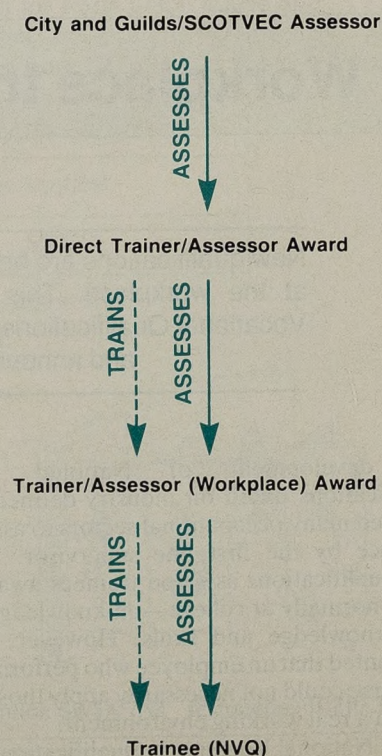 City and Guilds/SCOTVEC Assessor
ASSESSES
Direct Trainer/Assessor Award
TRAINS
ASSESSES
Trainer/Assessor (Workplace) Award
TRAINS
ASSESSES
Trainee (NVQ)